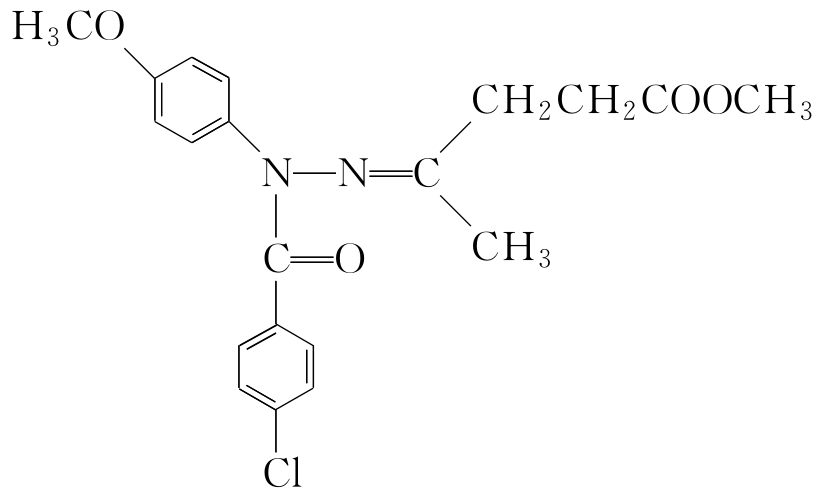 H₃CO
CH₂CH₂COOCH₃
N—N=C
CH₃
C=O
Cl